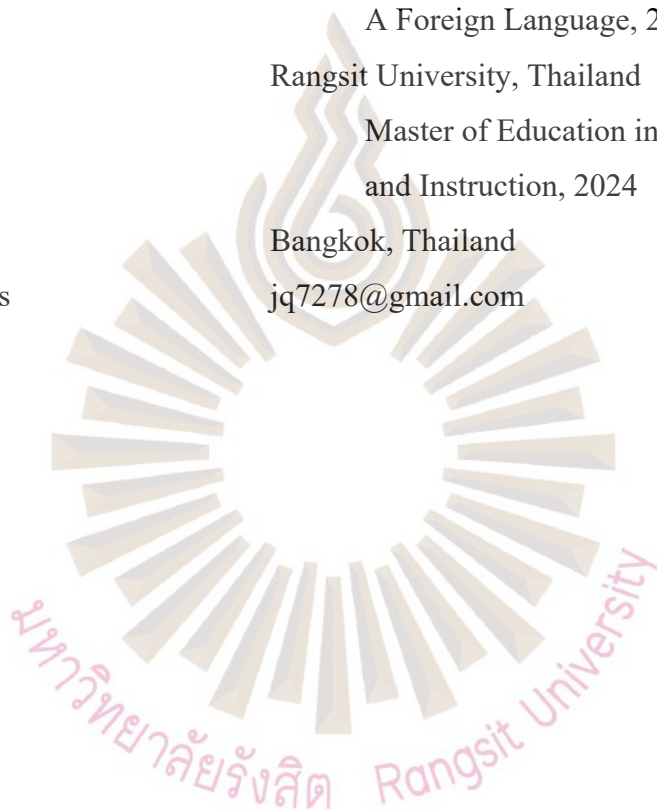 A Foreign Language, 2
Rangsit University, Thailand
Master of Education in
and Instruction, 2024
Bangkok, Thailand
s jq7278@gmail.com
มหาวิทยาลัยรังสิต Rangsit University